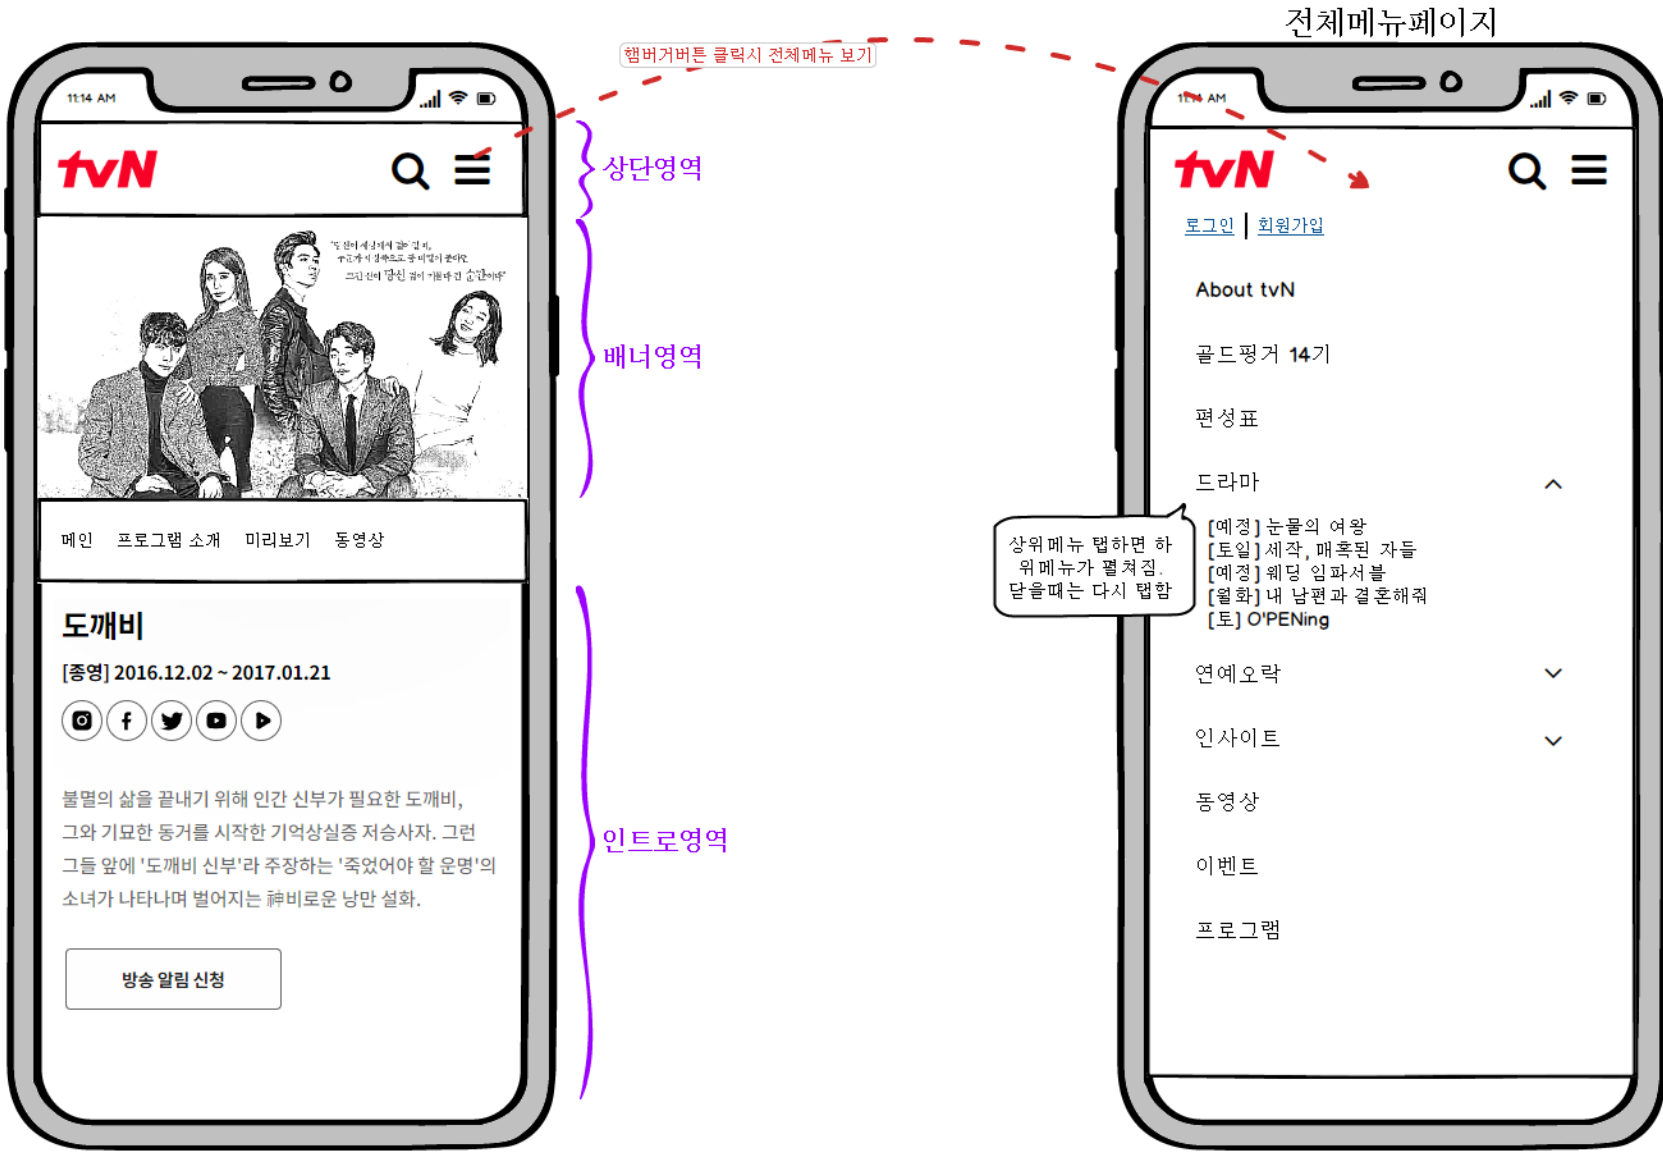 전체메뉴페이지
햄버거버튼 클릭시 전체메뉴 보기
11:14 AM
tvN
상단영역
배너영역
메인 프로그램 소개 미리보기 동영상
도깨비
[종영] 2016.12.02 ~ 2017.01.21
불멸의 삶을 끝내기 위해 인간 신부가 필요한 도깨비,
그와 기묘한 동거를 시작한 기억상실증 저승사자. 그런
그들 앞에 '도깨비 신부'라 주장하는 '죽었어야 할 운명'의
소녀가 나타나며 벌어지는 神비로운 낭만 설화.
방송 알림 신청
인트로영역
11:14 AM
tvN
로그인 | 회원가입
About tvN
골드핑거 14기
편성표
드라마
상위메뉴 탭하면 하
위메뉴가 펼쳐짐.
닫을때는 다시 탭함
[예정] 눈물의 여왕
[토일] 세작, 매혹된 자들
[예정] 웨딩 임파서블
[월화] 내 남편과 결혼해줘
[토] O'PENing
연예오락
인사이트
동영상
이벤트
프로그램